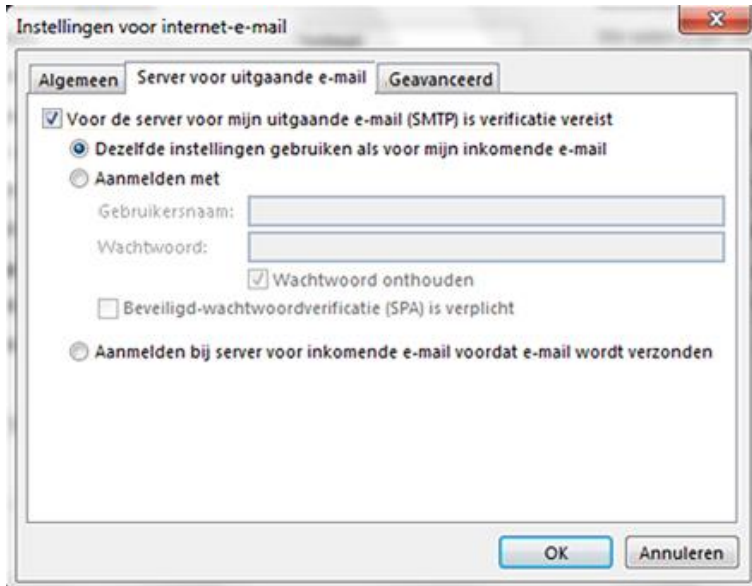 Instellingen voor internet-e-mail
Algemeen Server voor uitgaande e-mail Geavanceerd
Voor de server voor mijn uitgaande e-mail (SMTP) is verificatie vereist
Dezelfde instellingen gebruiken als voor mijn inkomende e-mail
Aanmelden met
Gebruikersnaam:
Wachtwoord:
Wachtwoord onthouden
Beveiligd-wachtwoordverificatie (SPA) is verplicht
Aanmelden bij server voor inkomende e-mail voordat e-mail wordt verzonden
OK Annuleren